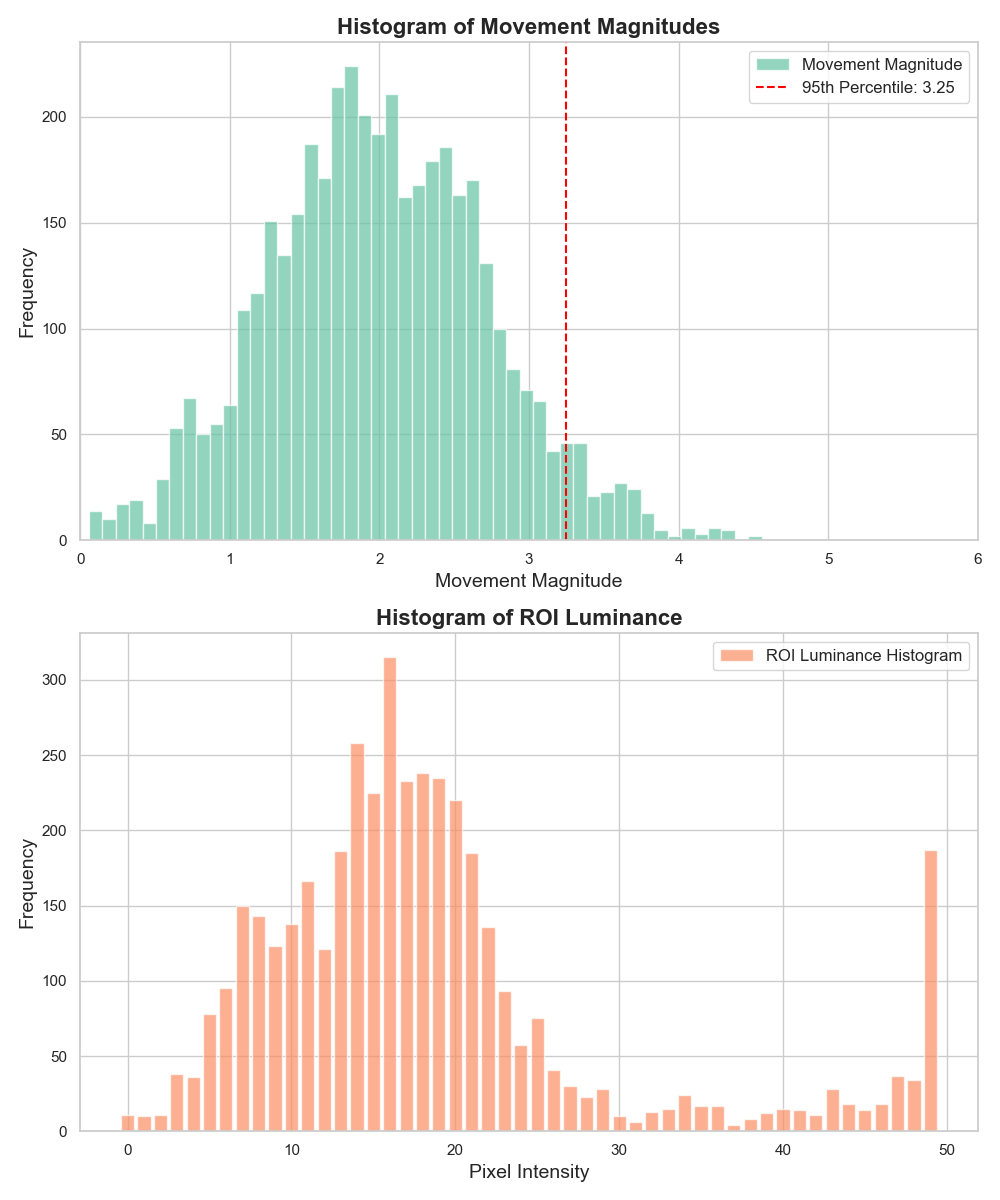 Histogram of Movement Magnitudes
Movement Magnitude
95th Percentile: 3.25
Frequency
200
150
100
50
0
0 1 2 3 4 5 6
Movement Magnitude
Histogram of ROI Luminance
ROI Luminance Histogram
Frequency
300
250
200
150
100
50
0
0 10 20 30 40 50
Pixel Intensity